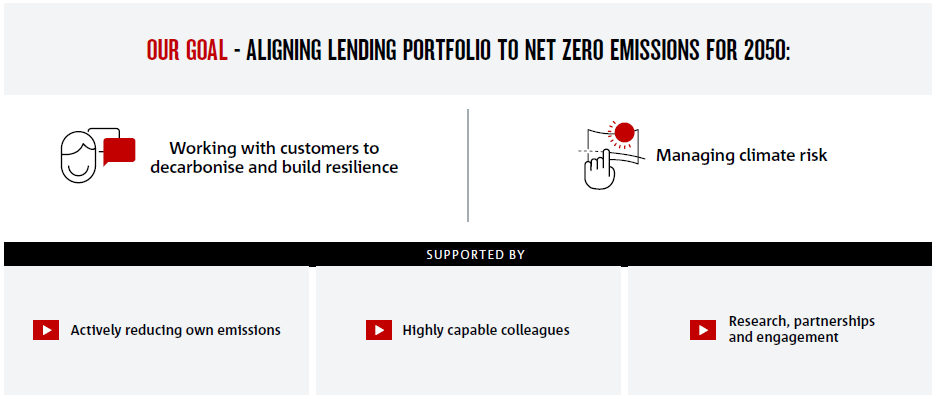 OUR GOAL - ALIGNING LENDING PORTFOLIO TO NET ZERO EMISSIONS FOR 2050:
Working with customers to
decarbonise and build resilience
Managing climate risk
SUPPORTED BY
Actively reducing own emissions
Highly capable colleagues
Research, partnerships
and engagement